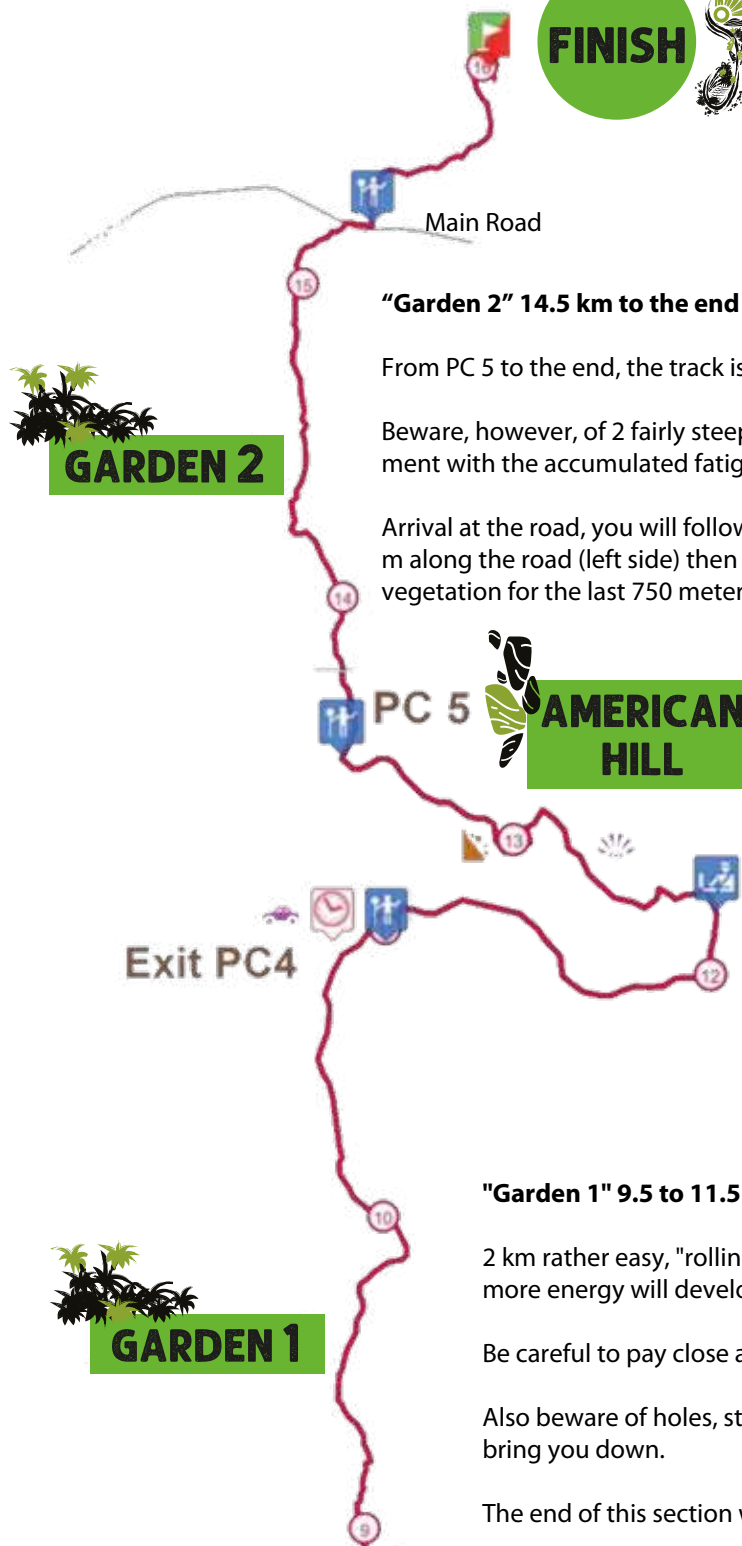 FINISH
16
Main Road
15
“Garden 2” 14.5 km to the end
From PC 5 to the end, the track is
Beware, however, of 2 fairly steep
ment with the accumulated fatig
GARDEN 2
Arrival at the road, you will follow
m along the road (left side) then
vegetation for the last 750 meter
14
PC 5
AMERICAN
HILL
13
Exit PC4
12
"Garden 1" 9.5 to 11.5
10
2 km rather easy, "rollin
more energy will develo
GARDEN 1
Be careful to pay close a
Also beware of holes, st
bring you down.
The end of this section w
9